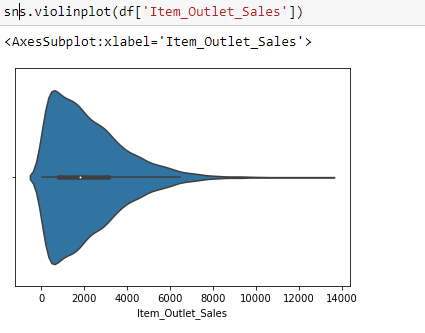 sns.violinplot(df['Item_Outlet_Sales'])
<AxesSubplot:xlabel='Item_Outlet_Sales'>
0 2000 4000 6000 8000 10000 12000 14000
Item_Outlet_Sales